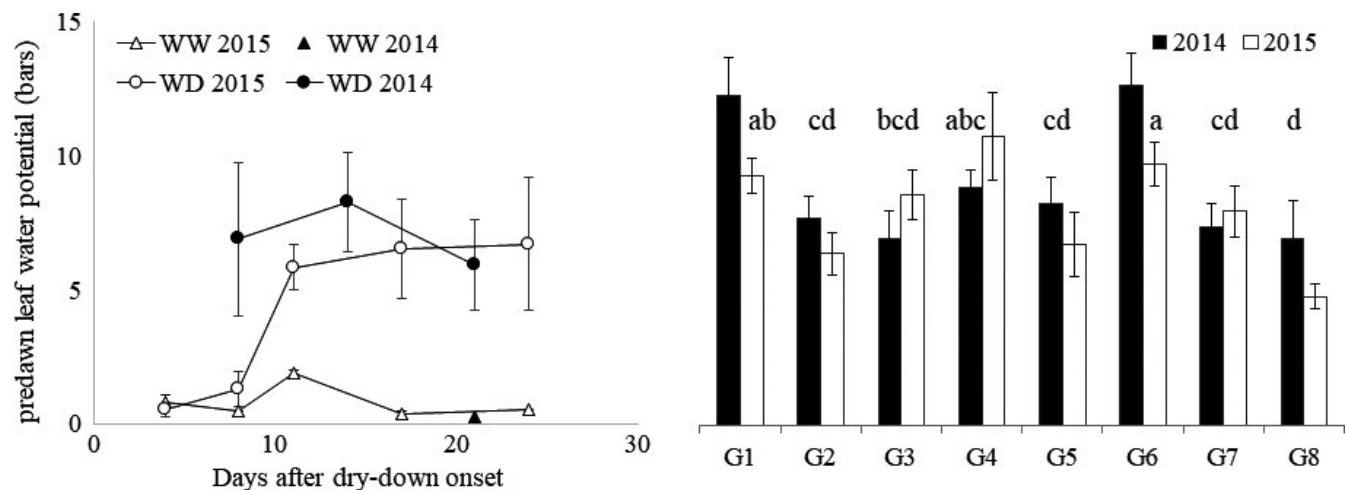 15
WW 2015
WW 2014
WD 2015
WD 2014
10
5
0
predawn leaf water potential (bars)
0
10
20
30
Days after dry-down onset
2014
2015
ab
cd
bcd
abc
cd
a
cd
d
G1
G2
G3
G4
G5
G6
G7
G8